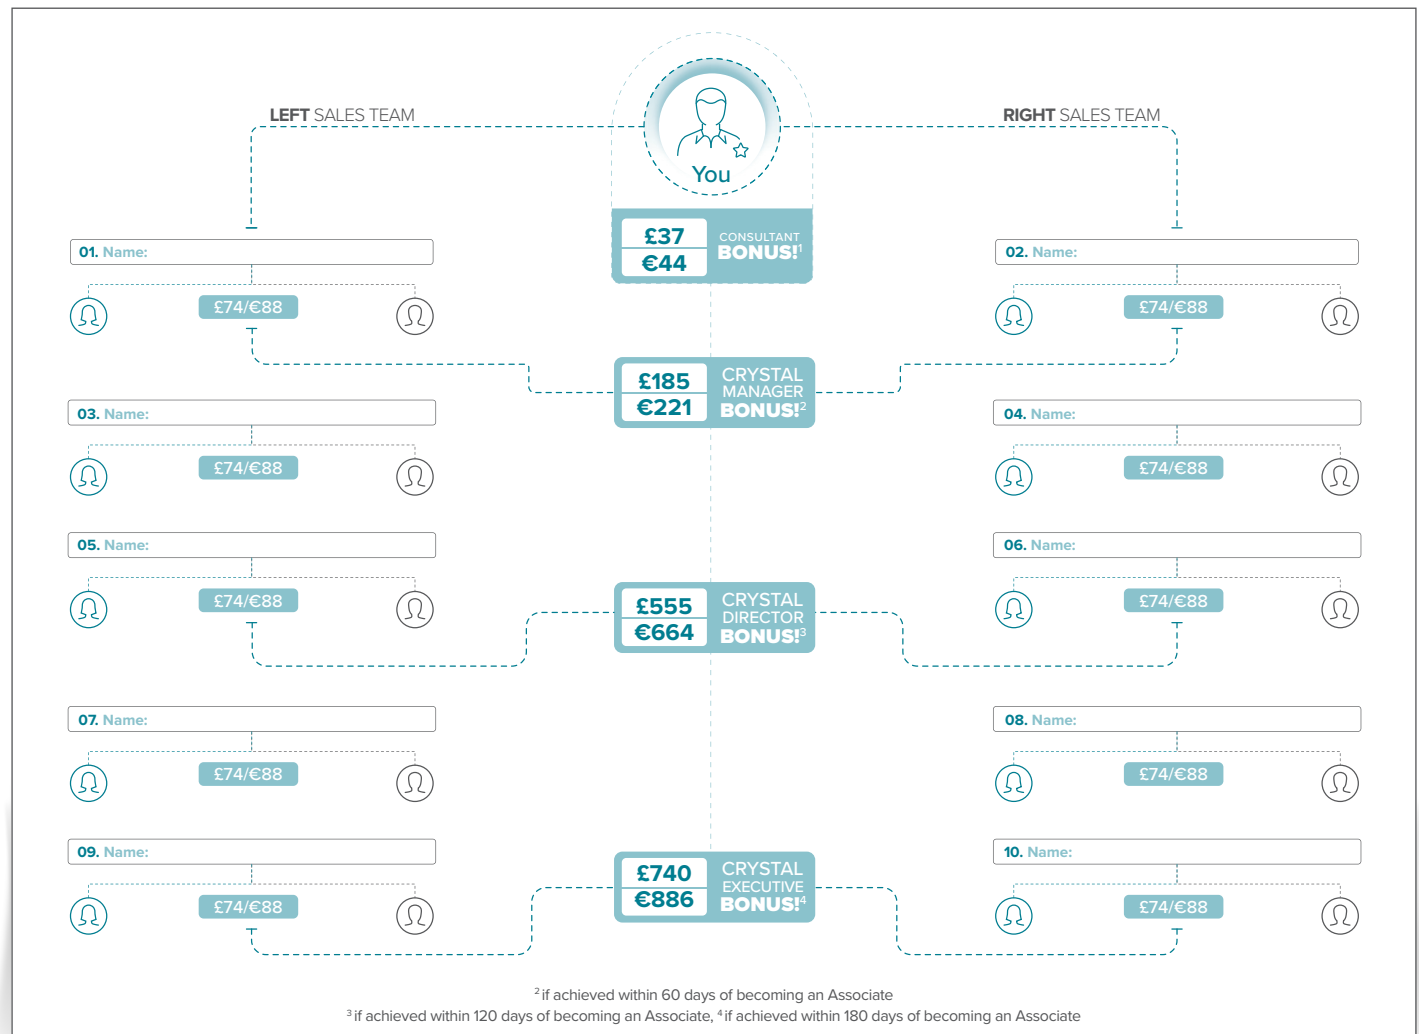 LEFT SALES TEAM
RIGHT SALES TEAM
You
£37
€44
CONSULTANT
BONUS!1
01. Name:
£74/€88
02. Name:
£74/€88
£185
€221
CRYSTAL
MANAGER
BONUS!2
03. Name:
£74/€88
04. Name:
£74/€88
05. Name:
£74/€88
06. Name:
£74/€88
£555
€664
CRYSTAL
DIRECTOR
BONUS!3
07. Name:
£74/€88
08. Name:
£74/€88
09. Name:
£74/€88
10. Name:
£74/€88
£740
€886
CRYSTAL
EXECUTIVE
BONUS!4
2 if achieved within 60 days of becoming an Associate
3 if achieved within 120 days of becoming an Associate, 4 if achieved within 180 days of becoming an Associate